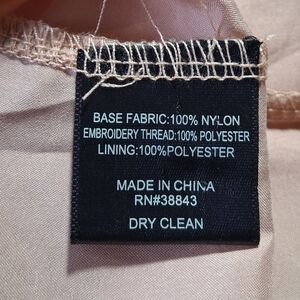 BASE FABRIC:100% NYLON
EMBROIDERY THREAD:100% POLYESTER
LINING:100%POLYESTER
MADE IN CHINA
RN#38843
DRY CLEAN